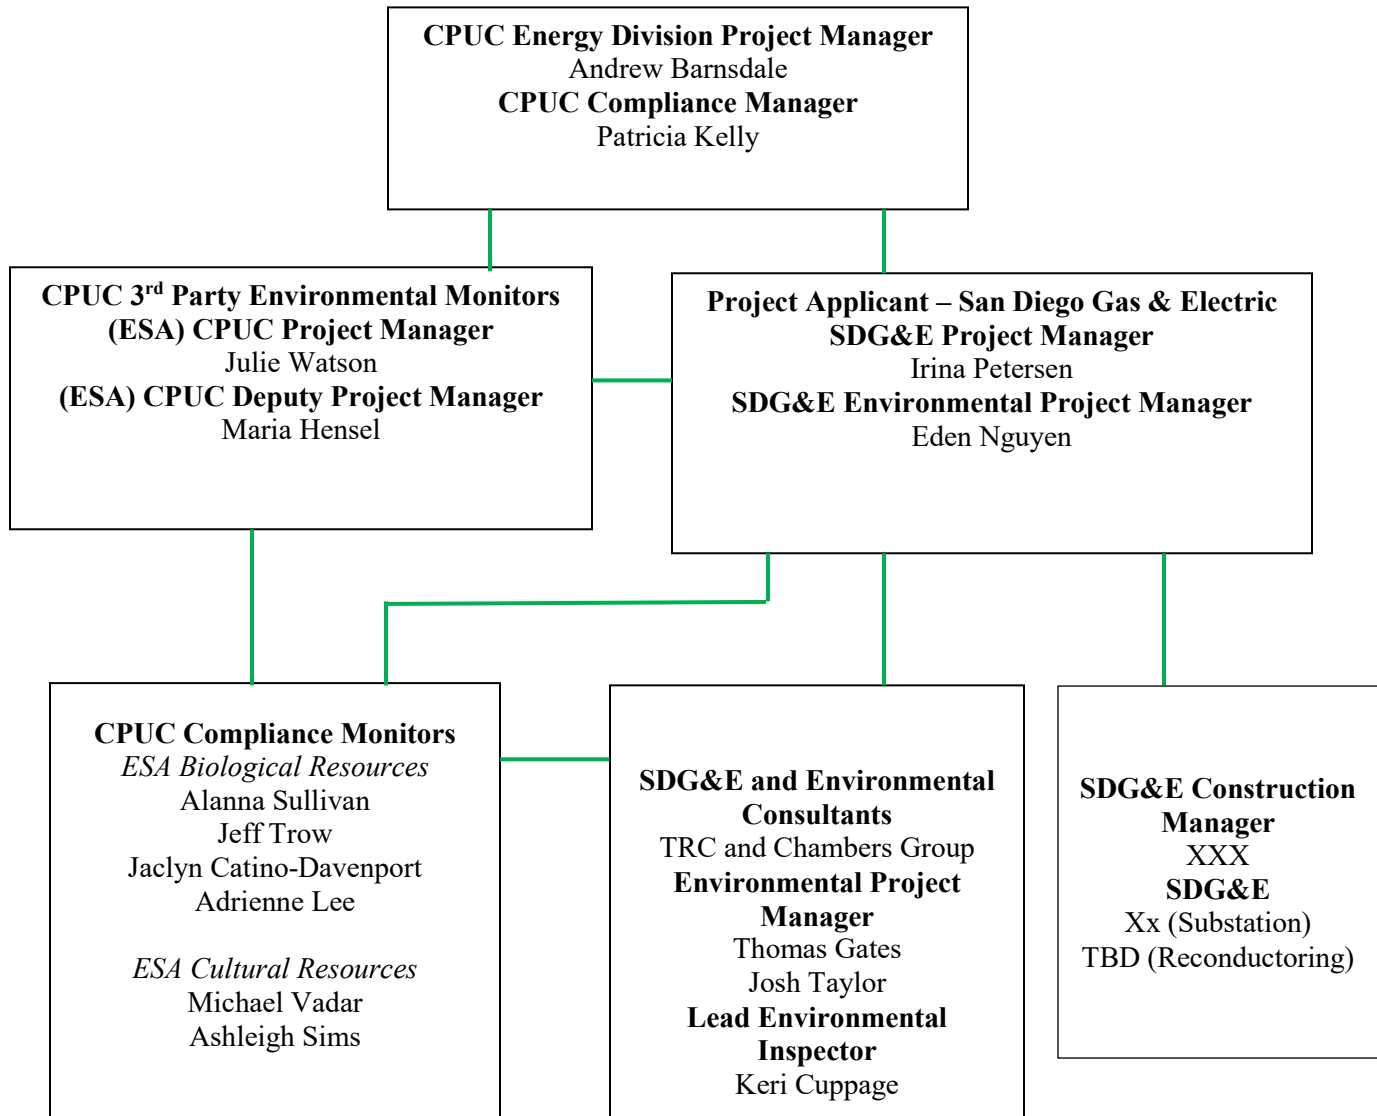 CPUC Energy Division Project Manager
Andrew Barnsdale
CPUC Compliance Manager
Patricia Kelly
CPUC 3rd Party Environmental Monitors
(ESA) CPUC Project Manager
Julie Watson
(ESA) CPUC Deputy Project Manager
Maria Hensel
Project Applicant – San Diego Gas & Electric
SDG&E Project Manager
Irina Petersen
SDG&E Environmental Project Manager
Eden Nguyen
CPUC Compliance Monitors
ESA Biological Resources
Alanna Sullivan
Jeff Trow
Jaclyn Catino-Davenport
Adrienne Lee
ESA Cultural Resources
Michael Vadar
Ashleigh Sims
SDG&E and Environmental
Consultants
TRC and Chambers Group
Environmental Project
Manager
Thomas Gates
Josh Taylor
Lead Environmental
Inspector
Keri Cuppage
SDG&E Construction
Manager
XXX
SDG&E
Xx (Substation)
TBD (Reconductoring)